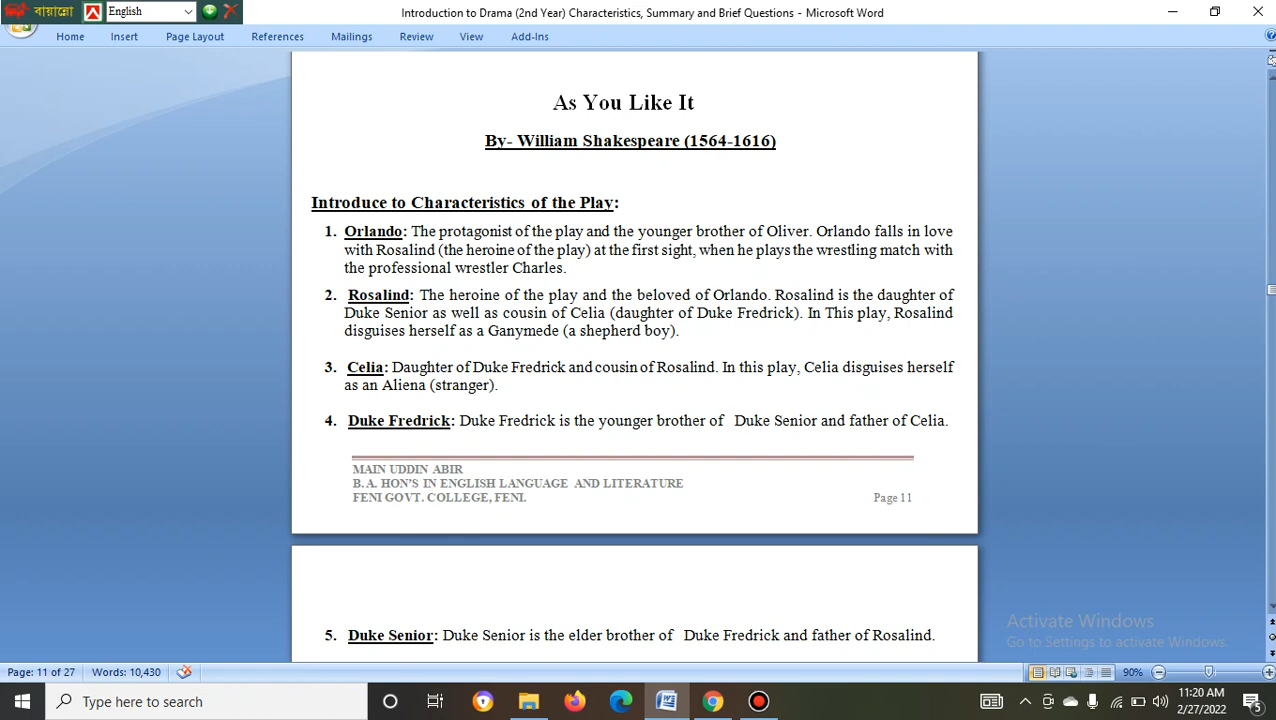 বায়ান্নো
English
Introduction to Drama (2nd Year) Characteristics, Summary and Brief Questions - Microsoft Word
Home Insert Page Layout References Mailings Review View Add-Ins
As You Like It
By- William Shakespeare (1564-1616)
Introduce to Characteristics of the Play:
1. Orlando: The protagonist of the play and the younger brother of Oliver. Orlando falls in love
with Rosalind (the heroine of the play) at the first sight, when he plays the wrestling match with
the professional wrestler Charles.
2. Rosalind: The heroine of the play and the beloved of Orlando. Rosalind is the daughter of
Duke Senior as well as cousin of Celia (daughter of Duke Fredrick). In This play, Rosalind
disguises herself as a Ganymede (a shepherd boy).
3. Celia: Daughter of Duke Fredrick and cousin of Rosalind. In this play, Celia disguises herself
as an Aliena (stranger).
4. Duke Fredrick: Duke Fredrick is the younger brother of Duke Senior and father of Celia.
MAIN UDDIN ABIR
B. A. HON'S IN ENGLISH LANGUAGE AND LITERATURE
FENI GOVT. COLLEGE, FENI. Page 11
5. Duke Senior: Duke Senior is the elder brother of Duke Fredrick and father of Rosalind.
Activate Windows
Go to Settings to activate Windows.
Page: 11 of 27 Words: 10,430 90%
Type here to search
11:20 AM
2/27/2022
5